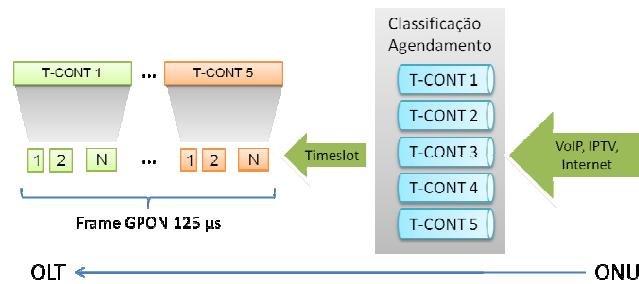 Classificação
Agendamento
T-CONT 1 ... T-CONT 5
T-CONT 1
T-CONT 2
T-CONT 3
T-CONT 4
T-CONT 5
VoIP, IPTV,
Internet
Timeslot
1 2 N ... 1 2 N
Frame GPON 125 µs
OLT
ONU